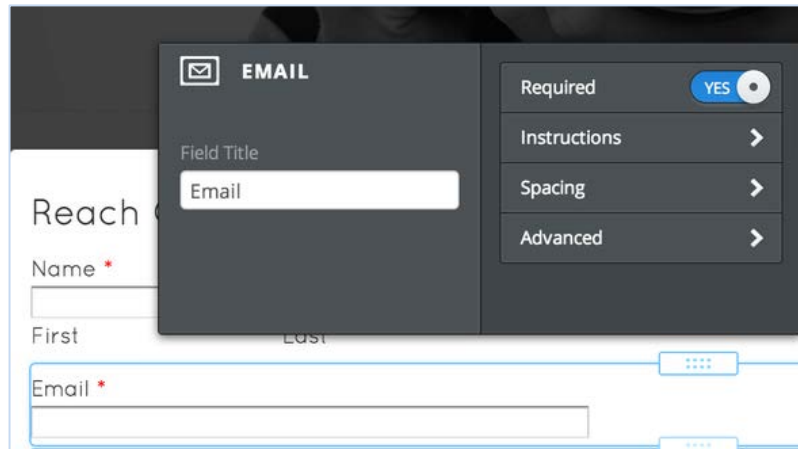 EMAIL
Field Title
Email
Required YES
Instructions
Spacing
Advanced
Reach
Name *
First Last
Email *